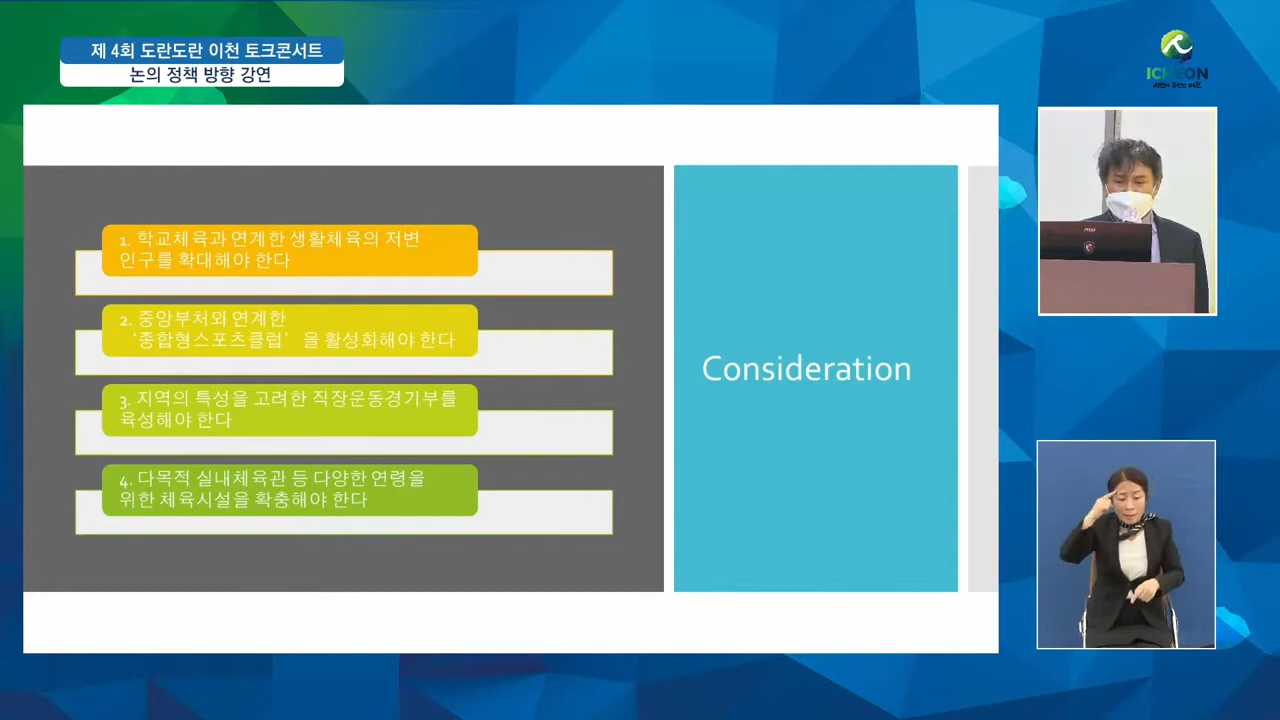 제 4회 도란도란 이천 토크콘서트
논의 정책 방향 강연
ICHEON
1. 학교체육과 연계한 생활체육의 저변
인구를 확대해야 한다
2. 중앙부처와 연계한
‘종합형스포츠클럽’ 을 활성화해야 한다
3. 지역의 특성을 고려한 직장운동경기부를
육성해야 한다
4. 다목적 실내체육관 등 다양한 연령을
위한 체육시설을 확충해야 한다
Consideration
msi